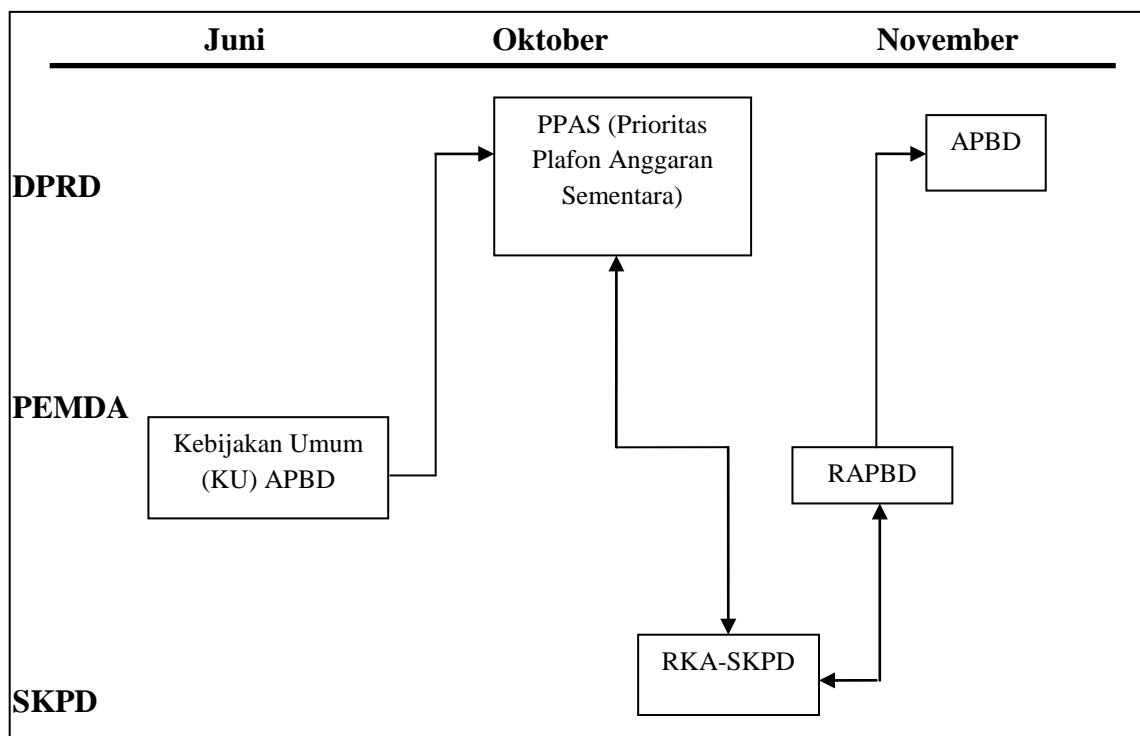 Juni Oktober November
PPAS (Prioritas
Plafon Anggaran
Sementara)
APBD
DPRD
PEMDA
Kebijakan Umum
(KU) APBD
RAPBD
RKA-SKPD
SKPD